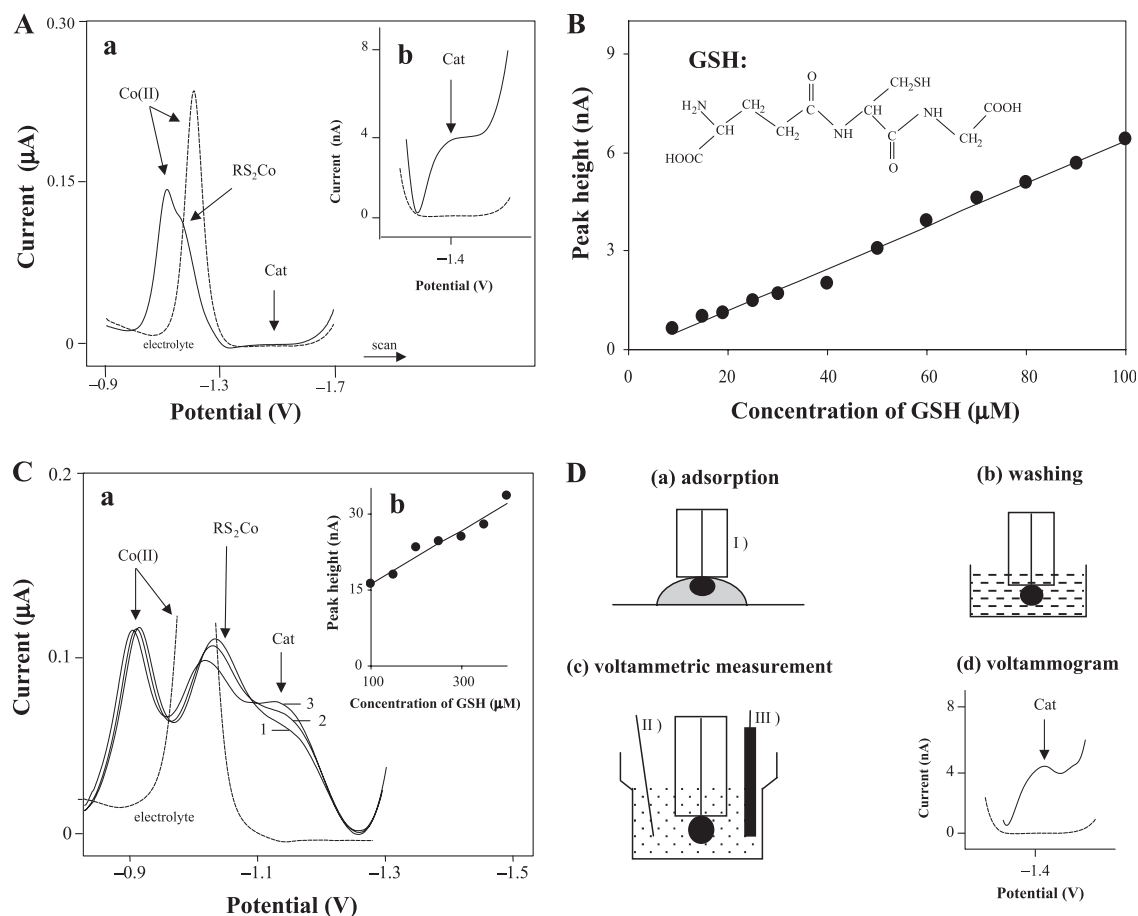 A
a
0.30
0.15
0
Current (μA)
Co(II)
RS₂Co
Cat
electrolyte
scan
–0.9
–1.3
–1.7
Potential (V)
b
8
4
0
Current (nA)
Cat
–1.4
Potential (V)
B
9
6
3
0
Peak height (nA)
GSH:
O
CH₂SH
H₂N
CH₂
NH
COOH
CH
CH
CH₂
NH
C
C
CH₂
HOOC
O
0
20
40
60
80
100
Concentration of GSH (μM)
C
a
0.2
0.1
0
Current (μA)
Co(II)
RS₂Co
Cat
3
2
1
electrolyte
–0.9
–1.1
–1.3
–1.5
Potential (V)
b
30
15
0
Peak height (nA)
100
300
Concentration of GSH (μM)
D
(a) adsorption
I )
(b) washing
(c) voltammetric measurement
II )
III )
(d) voltammogram
Cat
8
4
0
Current (nA)
–1.4
Potential (V)